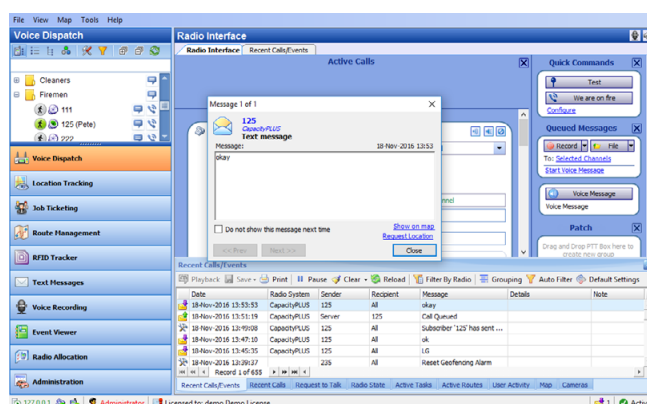 File View Map Tools Help
Voice Dispatch
Radio Interface
Radio Interface Recent Calls/Events
Active Calls
Quick Commands
Test
We are on fire
Configure
Queued Messages
Record File
To: Selected Channels
Start Voice Message
Voice Message
Voice Message
Patch
Drag and Drop PTT Box here to
create new group
Cleaners
Firemen
111
125 (Pete)
222
Voice Dispatch
Location Tracking
Job Ticketing
Route Management
RFID Tracker
Text Messages
Voice Recording
Event Viewer
Radio Allocation
Administration
Message 1 of 1
125
CapacityPLUS
Text message
Message: 18-Nov-2016 13:53
okay
Do not show this message next time
Show on map
Request Location
<< Prev Next >> Close
Recent Calls/Events
Playback Save Print Pause Clear Reload Filter By Radio Grouping Auto Filter Default Settings
Date Radio System Sender Recipient Message Details Note
18-Nov-2016 13:53:53 CapacityPLUS 125 All okay
18-Nov-2016 13:51:19 CapacityPLUS Server 125 Call Queued
18-Nov-2016 13:49:08 CapacityPLUS 125 All Subscriber '125' has sent ...
18-Nov-2016 13:47:10 CapacityPLUS 125 All ok
18-Nov-2016 13:45:35 CapacityPLUS 125 All LG
18-Nov-2016 13:39:37 235 All Reset Geofencing Alarm
Record 1 of 655
Recent Calls/Events Recent Calls Request to Talk Radio State Active Tasks Active Routes User Activity Map Cameras
127.0.0.1 Administrator Licensed to: demo Demo License 1